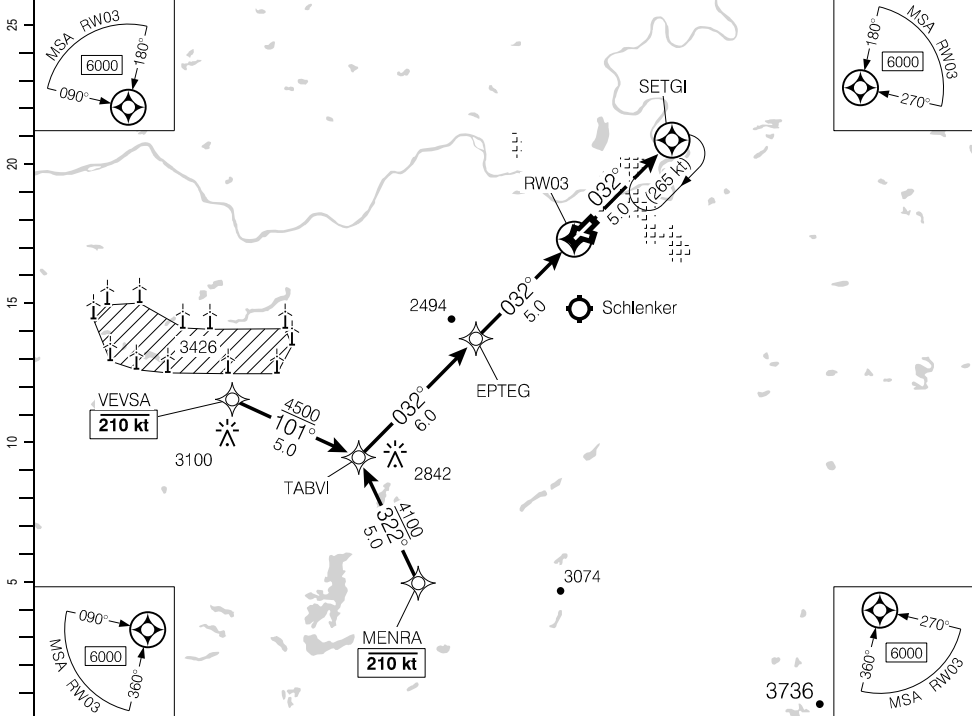 25
20
15
10
5
MSA RW03
6000
180°
090°
MSA RW03
6000
180°
270°
SETGI
RW03
032°
5.0
(265 kt)
Schlenker
2494
032°
5.0
3426
EPTEG
VEVSA
210 kt
4500
101°
5.0
032°
6.0
3100
2842
TABVI
4100
322°
5.0
3074
MENRA
210 kt
090°
6000
360°
MSA RW03
270°
6000
360°
MSA RW03
3736